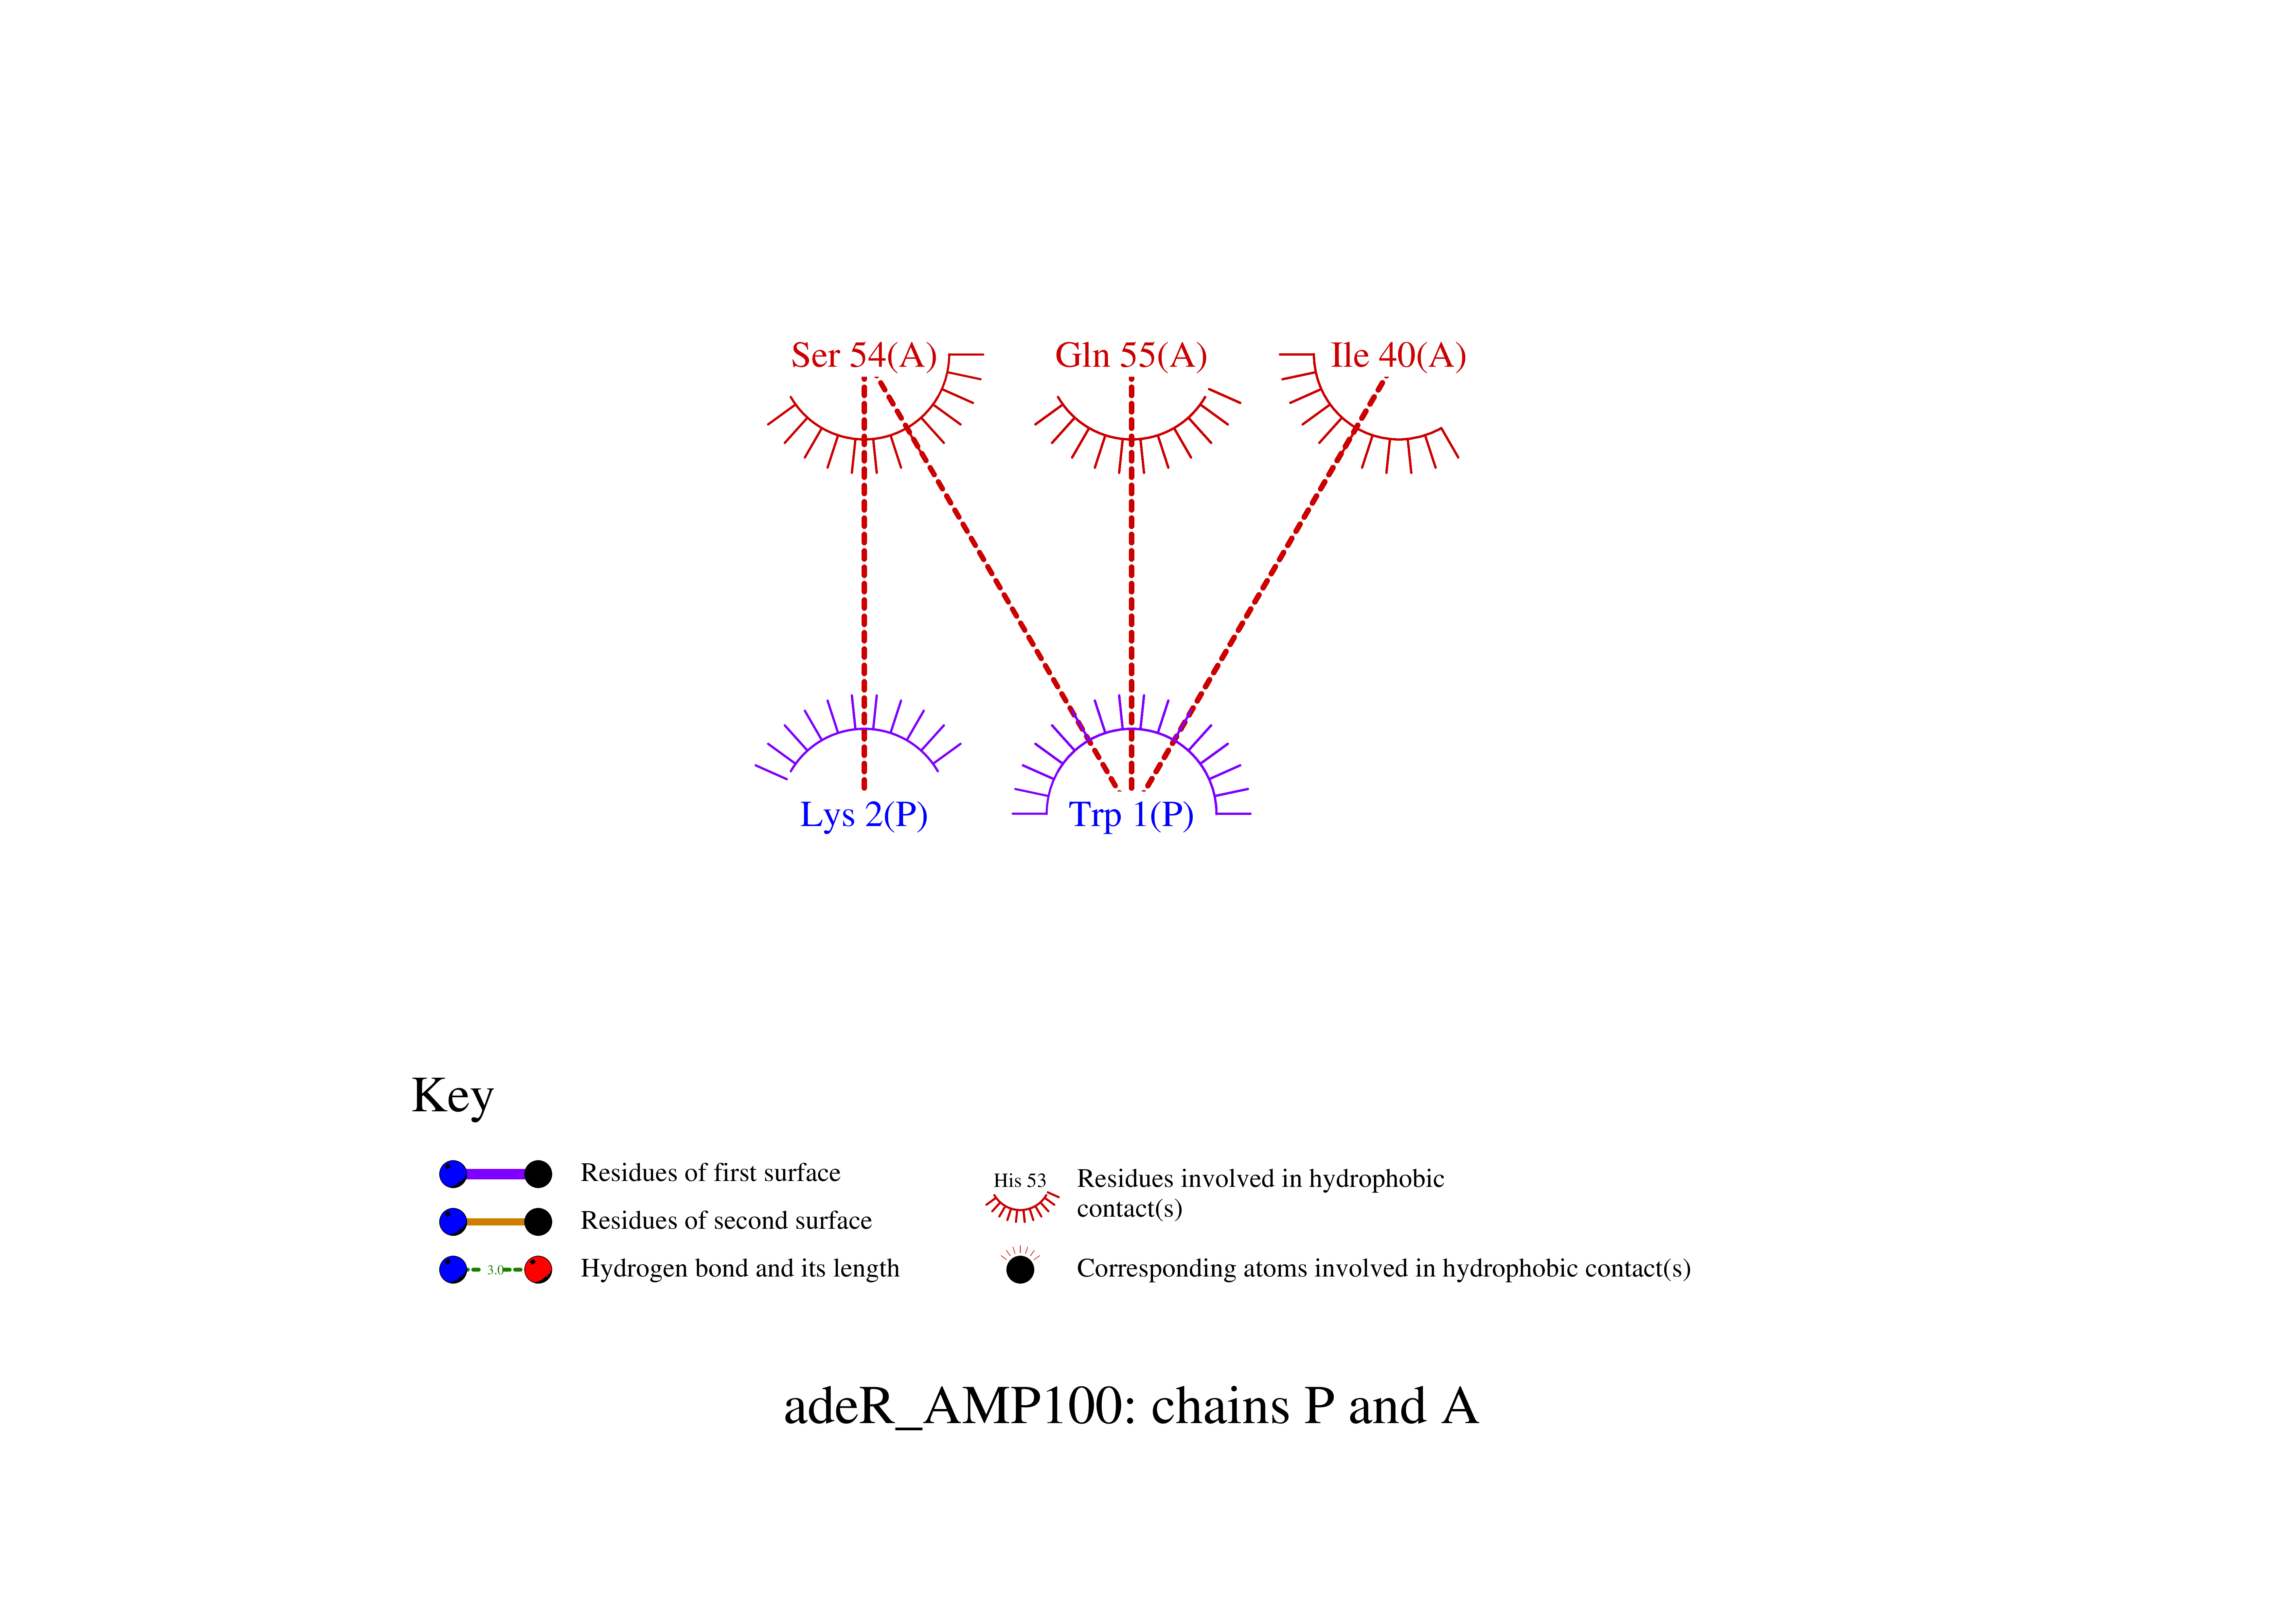 Ser 54(A) Gln 55(A) Ile 40(A)
Lys 2(P) Trp 1(P)
Key
Residues of first surface
Residues of second surface
3.0 Hydrogen bond and its length
His 53 Residues involved in hydrophobic
contact(s)
Corresponding atoms involved in hydrophobic contact(s)
adeR_AMP100: chains P and A